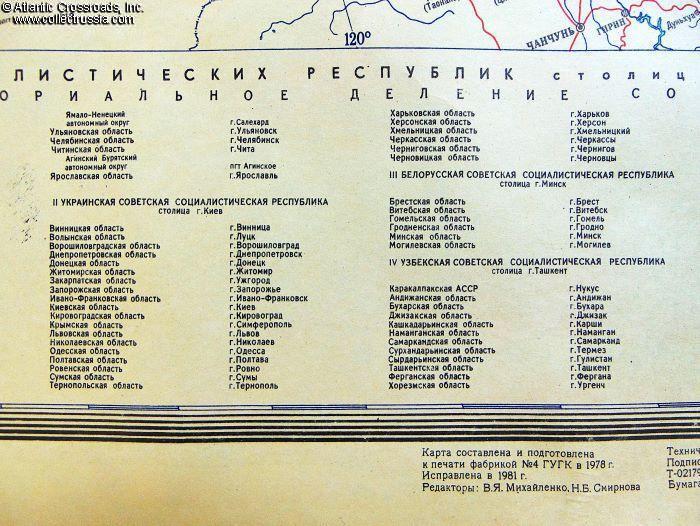 © Atlantic Crossroads, Inc.
www.collectrussia.com
120°
ЧАНЧУНЬ
ГИРИН
ЛИСТИЧЕСКИХ РЕСПУБЛИК СТОЛИЦ
ОРИАЛЬНОЕ ДЕЛЕНИЕ СО
Ямало-Ненецкий
автономный округ г.Салехард
Ульяновская область г.Ульяновск
Челябинская область г.Челябинск
Читинская область г.Чита
Агинский Бурятский
автономный округ пгт Агинское
Ярославская область г.Ярославль
II УКРАИНСКАЯ СОВЕТСКАЯ СОЦИАЛИСТИЧЕСКАЯ РЕСПУБЛИКА
столица г.Киев
Винницкая область г.Винница
Волынская область г.Луцк
Ворошиловградская область г.Ворошиловград
Днепропетровская область г.Днепропетровск
Донецкая область г.Донецк
Житомирская область г.Житомир
Закарпатская область г.Ужгород
Запорожская область г.Запорожье
Ивано-Франковская область г.Ивано-Франковск
Киевская область г.Киев
Кировоградская область г.Кировоград
Крымская область г.Симферополь
Львовская область г.Львов
Николаевская область г.Николаев
Одесская область г.Одесса
Полтавская область г.Полтава
Ровенская область г.Ровно
Сумская область г.Сумы
Тернопольская область г.Тернополь
Харьковская область г.Харьков
Херсонская область г.Херсон
Хмельницкая область г.Хмельницкий
Черкасская область г.Черкассы
Черниговская область г.Чернигов
Черновицкая область г.Черновцы
III БЕЛОРУССКАЯ СОВЕТСКАЯ СОЦИАЛИСТИЧЕСКАЯ РЕСПУБЛИКА
столица г.Минск
Брестская область г.Брест
Витебская область г.Витебск
Гомельская область г.Гомель
Гродненская область г.Гродно
Минская область г.Минск
Могилевская область г.Могилев
IV УЗБЕКСКАЯ СОВЕТСКАЯ СОЦИАЛИСТИЧЕСКАЯ РЕСПУБЛИКА
столица г.Ташкент
Каракалпакская АССР г.Нукус
Андижанская область г.Андижан
Бухарская область г.Бухара
Джизакская область г.Джизак
Кашкадарьинская область г.Карши
Наманганская область г.Наманган
Самаркандская область г.Самарканд
Сурхандарьинская область г.Термез
Сырдарьинская область г.Гулистан
Ташкентская область г.Ташкент
Ферганская область г.Фергана
Хорезмская область г.Ургенч
Карта составлена и подготовлена
к печати фабрикой №4 ГУГК в 1978 г.
Исправлена в 1981 г.
Редакторы: В.Я. Михайленко, Н.Б. Смирнова
Технич
Подпис
Т-0217
Бумага